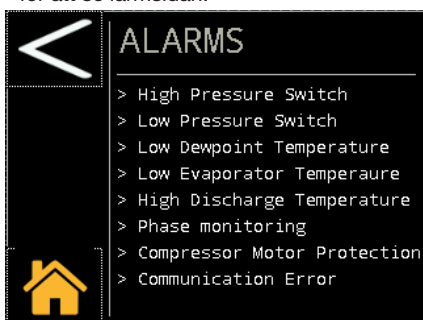 ALARMS
> High Pressure Switch
> Low Pressure Switch
> Low Dewpoint Temperature
> Low Evaporator Temperaure
> High Discharge Temperature
> Phase monitoring
> Compressor Motor Protection
> Communication Error